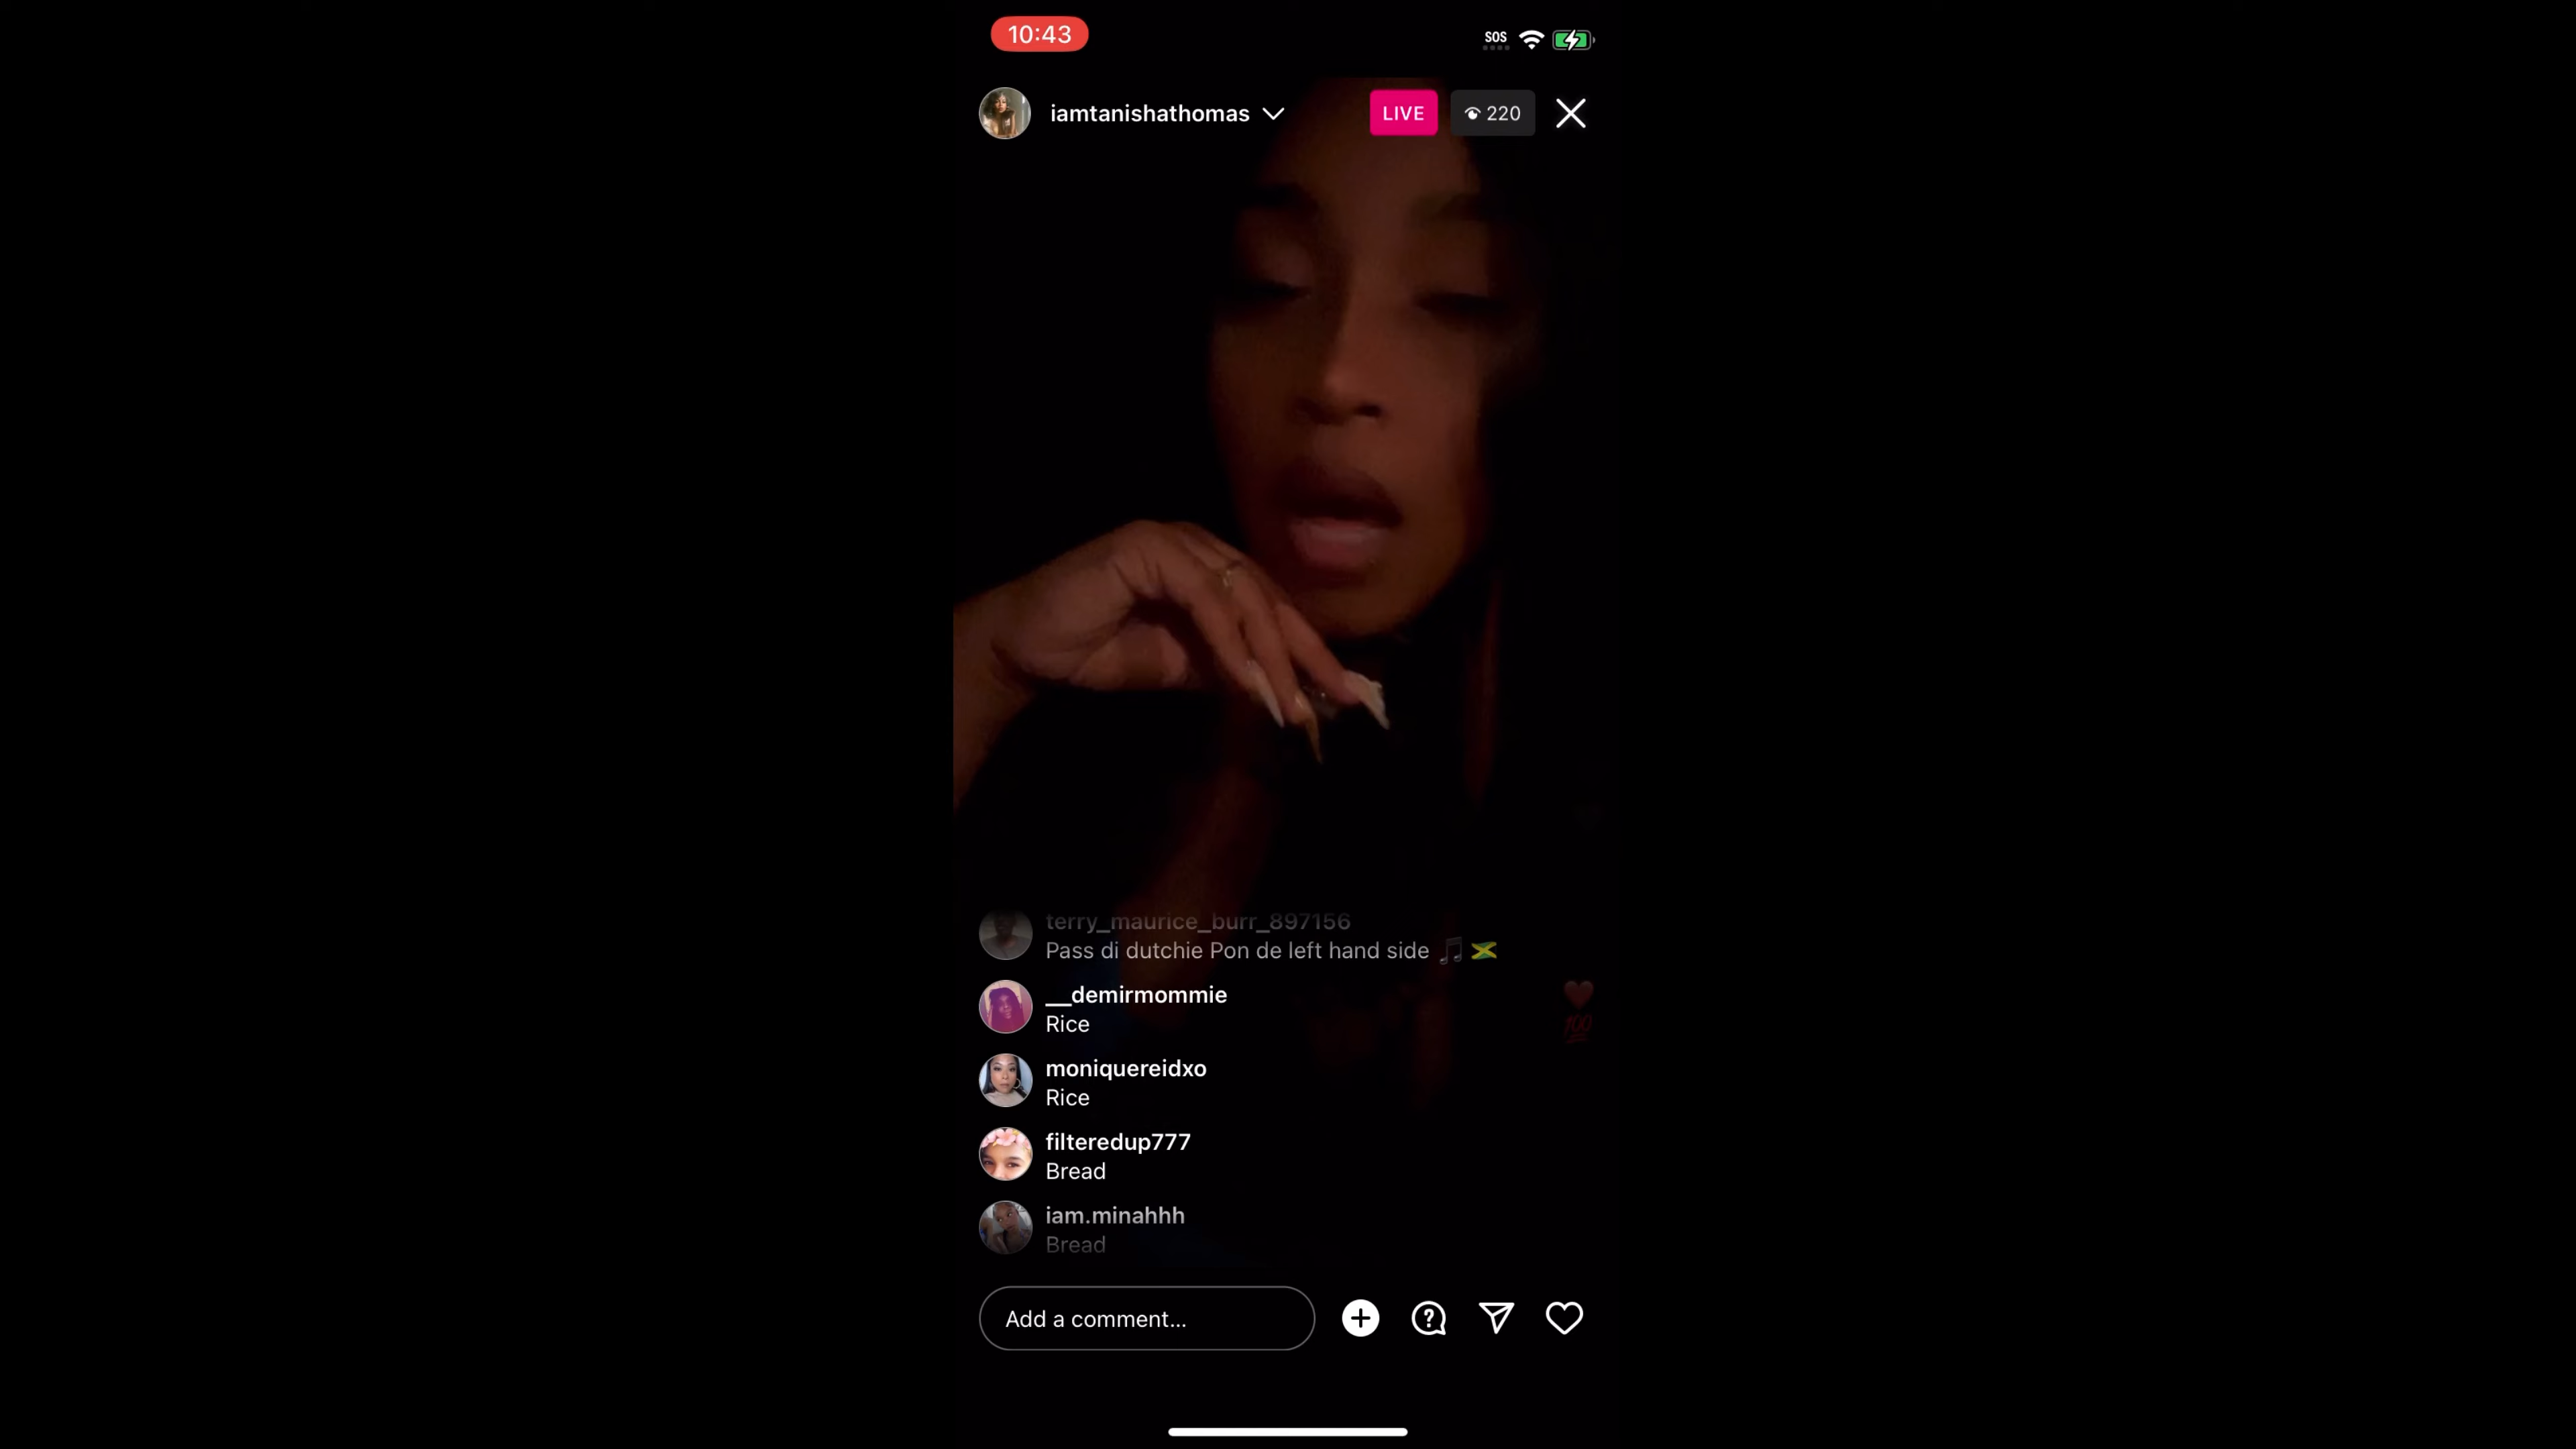 10:43
SOS
iamtanishathomas
LIVE
220
terry_maurice_burr_897156
Pass di dutchie Pon de left hand side 🎵 🇯🇲
__demirmommie
Rice
moniquereidxo
Rice
filteredup777
Bread
iam.minahhh
Bread
Add a comment...
❤️
💯